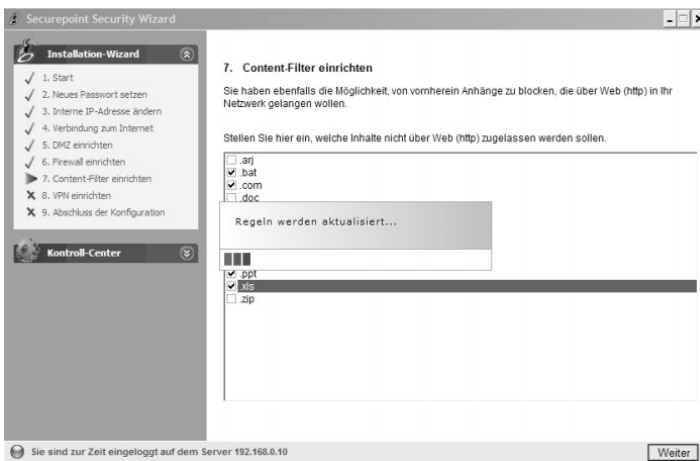 Securepoint Security Wizard
Installation-Wizard
1. Start
2. Neues Passwort setzen
3. Interne IP-Adresse ändern
4. Verbindung zum Internet
5. DMZ einrichten
6. Firewall einrichten
7. Content-Filter einrichten
8. VPN einrichten
9. Abschluss der Konfiguration
Kontroll-Center
7. Content-Filter einrichten
Sie haben ebenfalls die Möglichkeit, von vornherein Anhänge zu blocken, die über Web (http) in Ihr
Netzwerk gelangen wollen.
Stellen Sie hier ein, welche Inhalte nicht über Web (http) zugelassen werden sollen.
.arj
.bat
.com
.doc
Regeln werden aktualisiert...
.ppt
.xls
.zip
Sie sind zur Zeit eingeloggt auf dem Server 192.168.0.10
Weiter